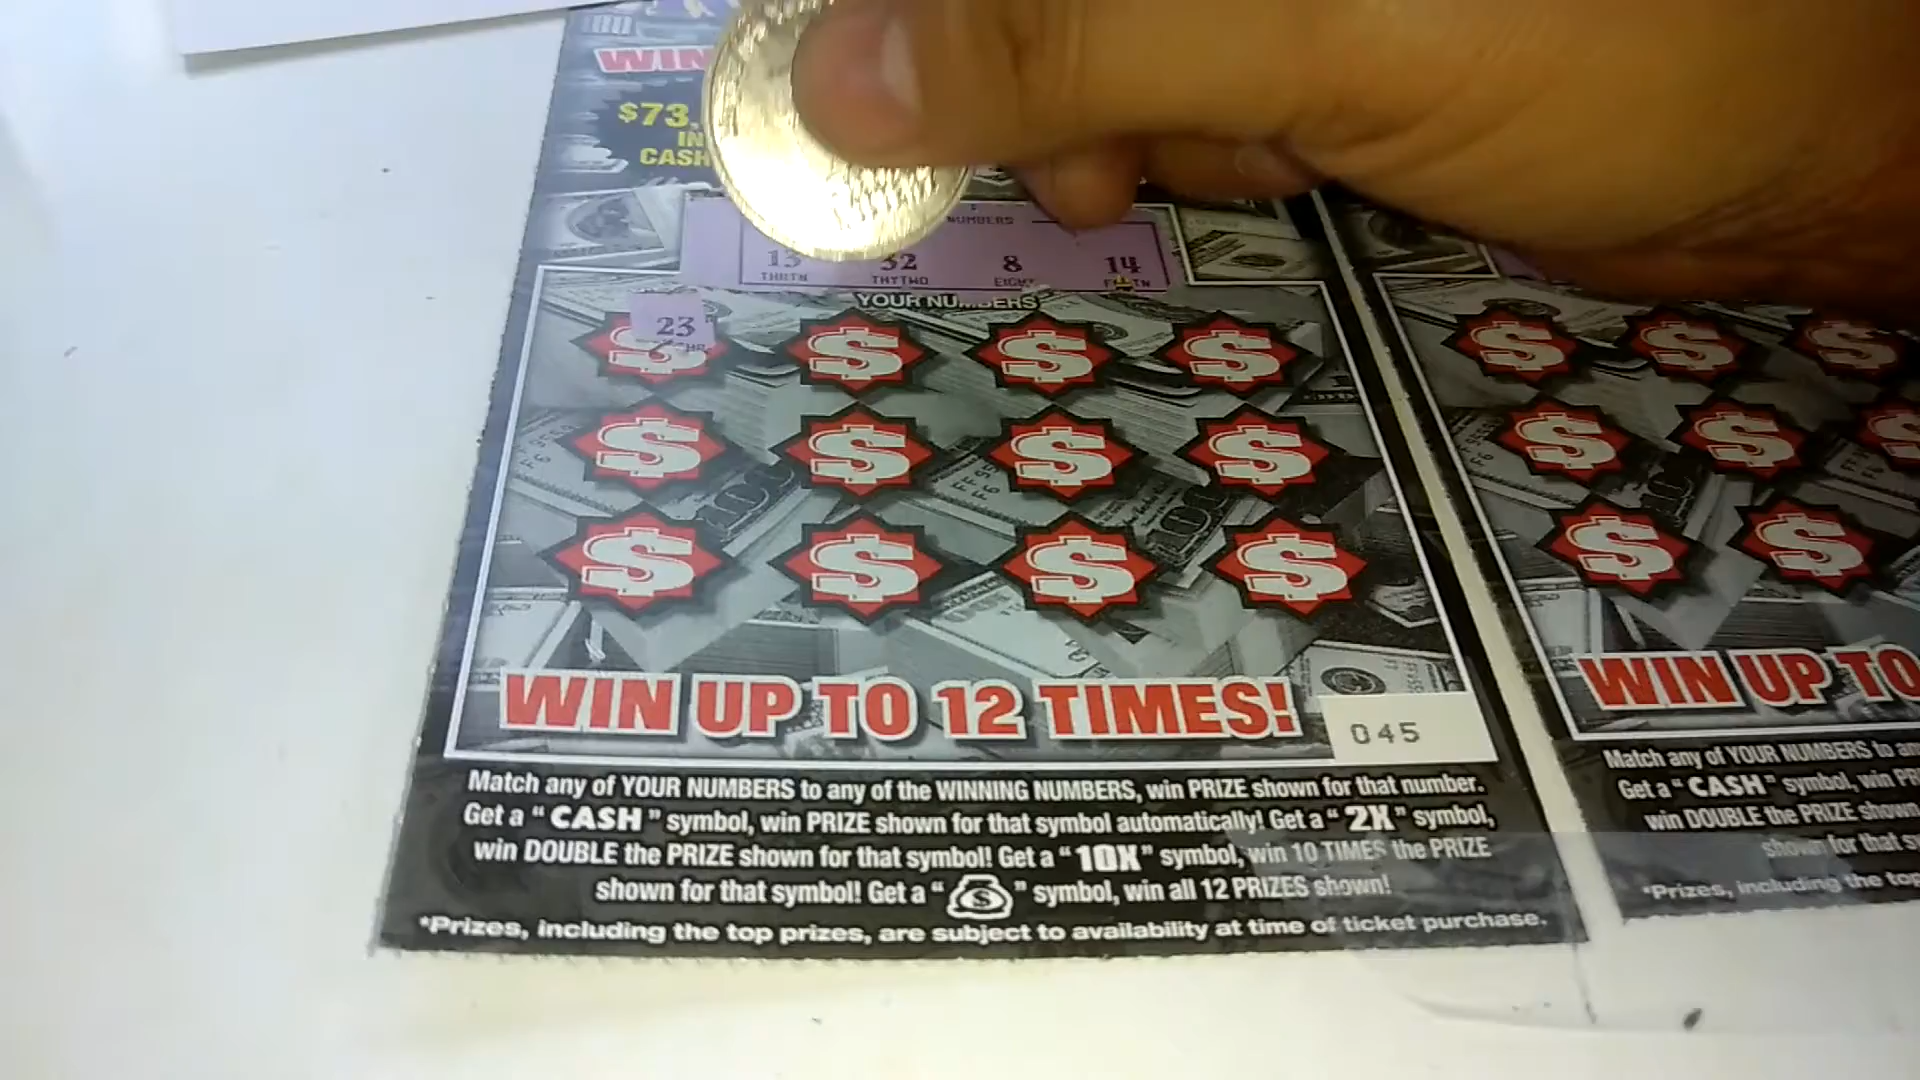 WIN
$73,
IN
CASH
NUMBERS
13 32 8 14
THRTN THYTWO EIGHT
YOUR NUMBERS
23
WIN UP TO 12 TIMES!
045
Match any of YOUR NUMBERS to any of the WINNING NUMBERS, win PRIZE shown for that number.
Get a "CASH" symbol, win PRIZE shown for that symbol automatically! Get a "2X" symbol,
win DOUBLE the PRIZE shown for that symbol! Get a "10X" symbol, win 10 TIMES the PRIZE
shown for that symbol! Get a " $ " symbol, win all 12 PRIZES shown!
*Prizes, including the top prizes, are subject to availability at time of ticket purchase.
WIN UP TO
Match any of YOUR NUMBERS to
Get a "CASH" symbol, win
win DOUBLE the PRIZE shown
shown for that
*Prizes, including the top